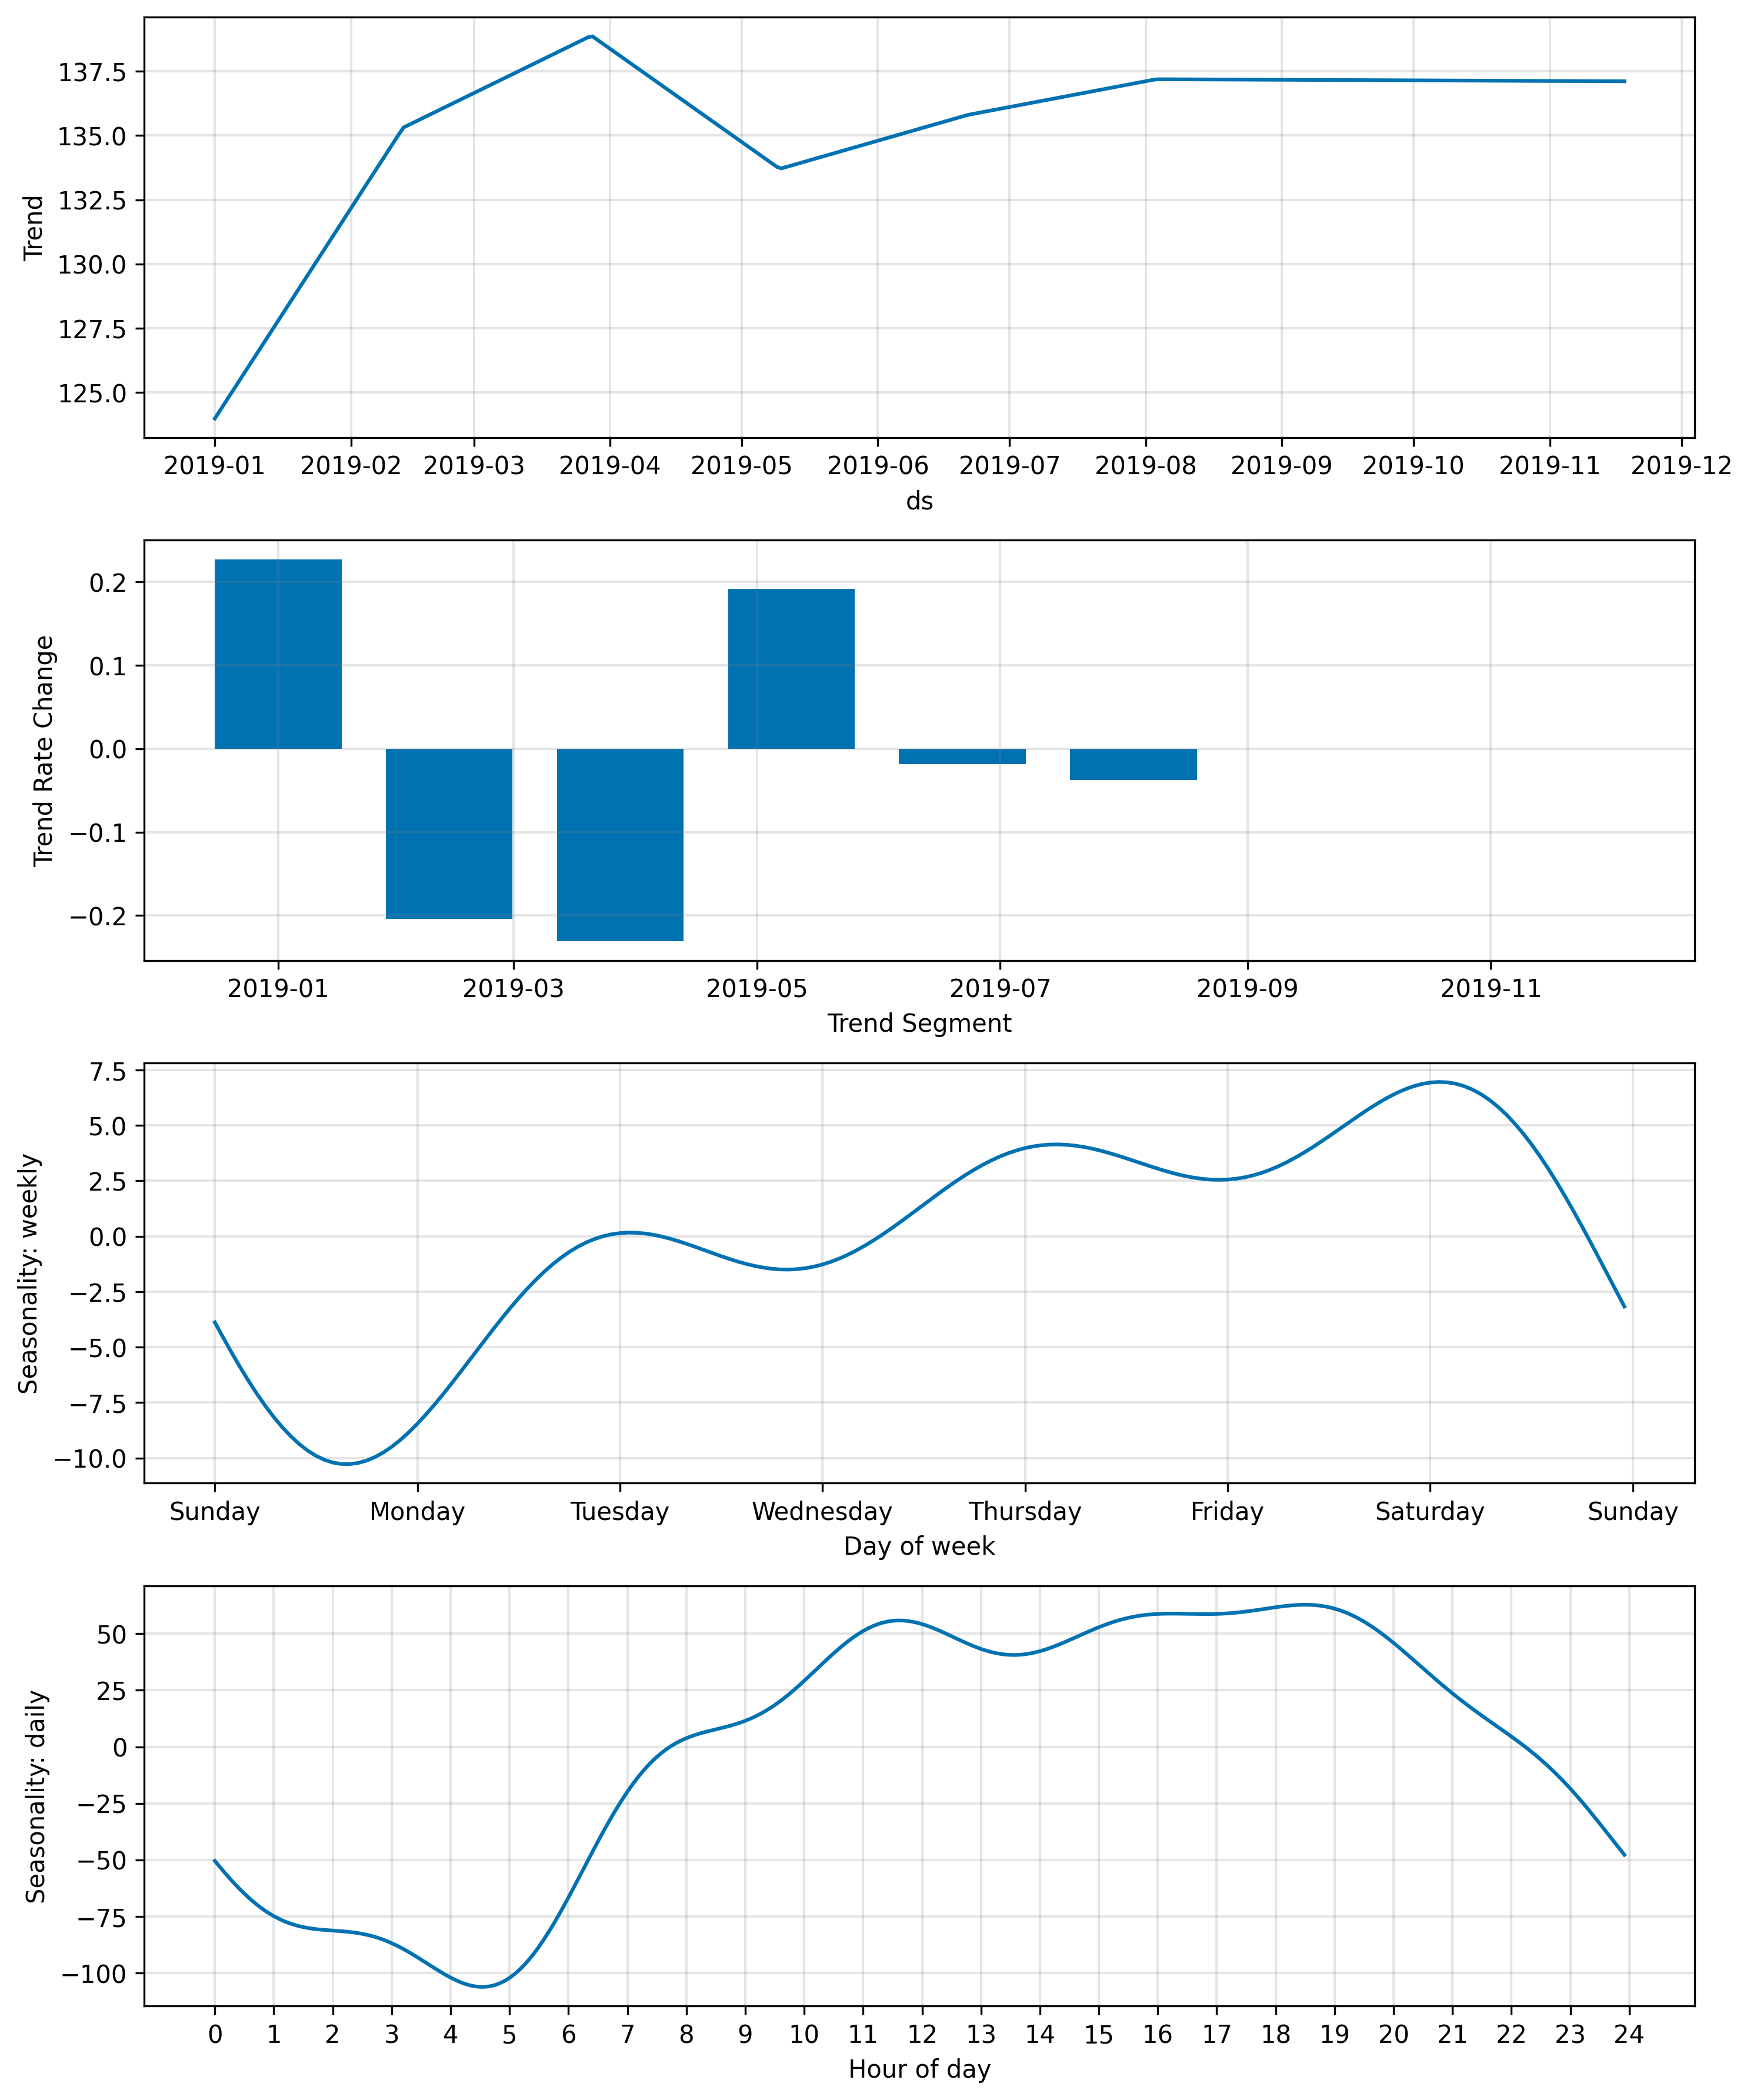 Trend
137.5
135.0
132.5
130.0
127.5
125.0
2019-01 2019-02 2019-03 2019-04 2019-05 2019-06 2019-07 2019-08 2019-09 2019-10 2019-11 2019-12
ds
Trend Rate Change
0.2
0.1
0.0
−0.1
−0.2
2019-01 2019-03 2019-05 2019-07 2019-09 2019-11
Trend Segment
Seasonality: weekly
7.5
5.0
2.5
0.0
−2.5
−5.0
−7.5
−10.0
Sunday Monday Tuesday Wednesday Thursday Friday Saturday Sunday
Day of week
Seasonality: daily
50
25
0
−25
−50
−75
−100
0 1 2 3 4 5 6 7 8 9 10 11 12 13 14 15 16 17 18 19 20 21 22 23 24
Hour of day